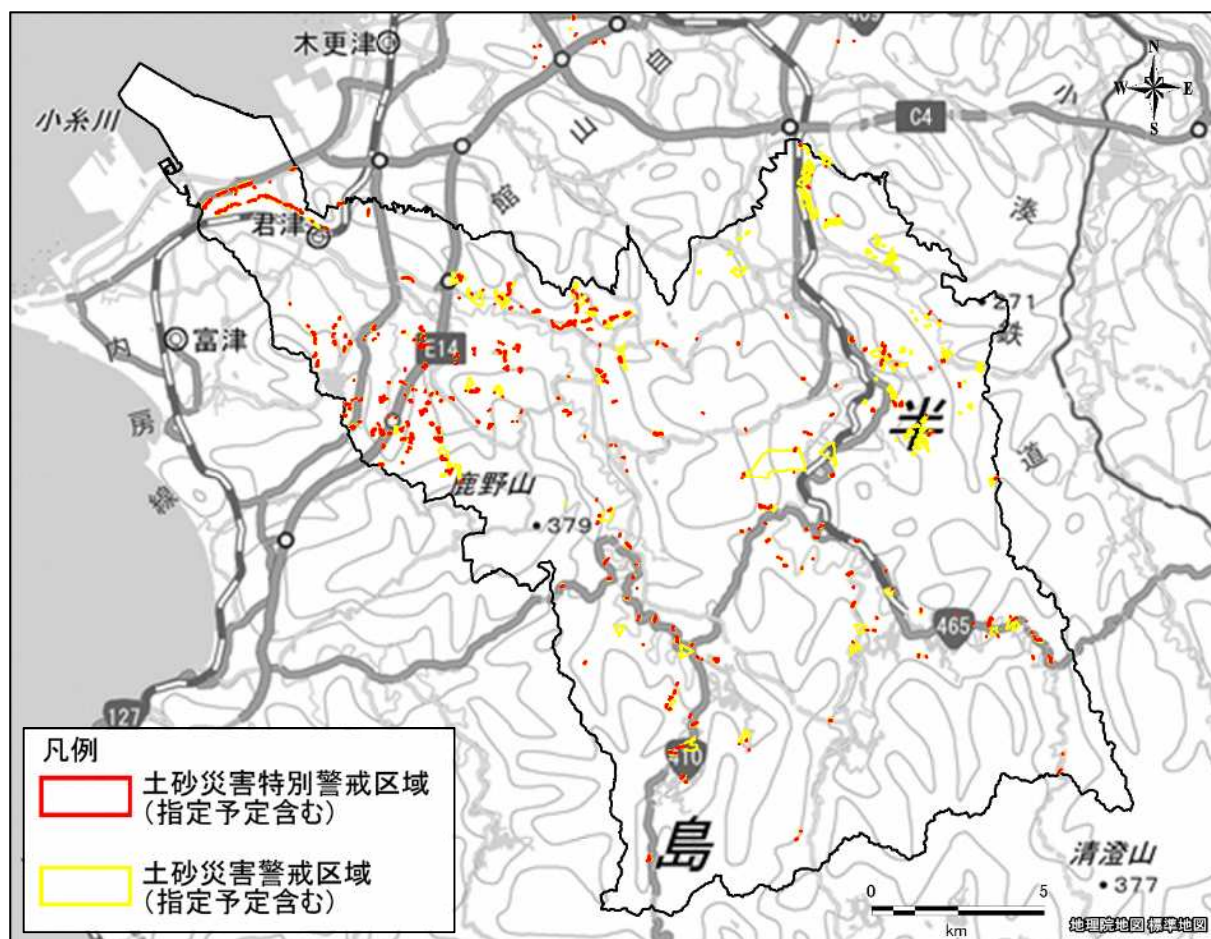 木更津
409
N
W E
S
小糸川
山
自
小
C4
館
湊
君津
271
鉄
富津
内
E14
房
半
道
線
鹿野山
379
465
127
410
島
清澄山
377
凡例
土砂災害特別警戒区域
(指定予定含む)
土砂災害警戒区域
(指定予定含む)
0 5
km
地理院地図 標準地図